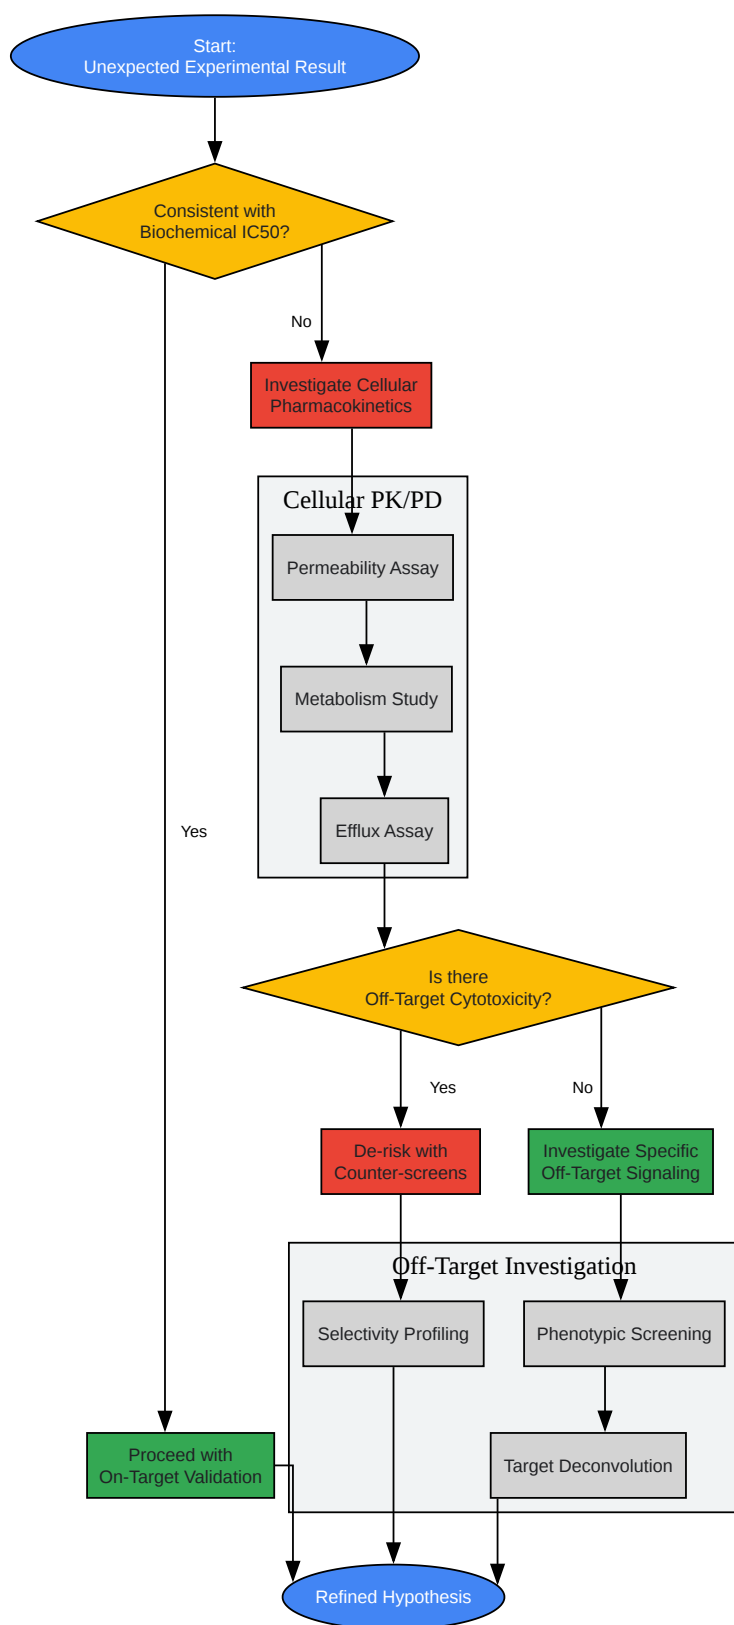 Start:
Unexpected Experimental Result
Consistent with
Biochemical IC50?
No
Investigate Cellular
Pharmacokinetics
Cellular PK/PD
Permeability Assay
Metabolism Study
Yes
Efflux Assay
Is there
Off-Target Cytotoxicity?
Yes
No
De-risk with
Counter-screens
Investigate Specific
Off-Target Signaling
Off-Target Investigation
Selectivity Profiling
Phenotypic Screening
Proceed with
On-Target Validation
Target Deconvolution
Refined Hypothesis